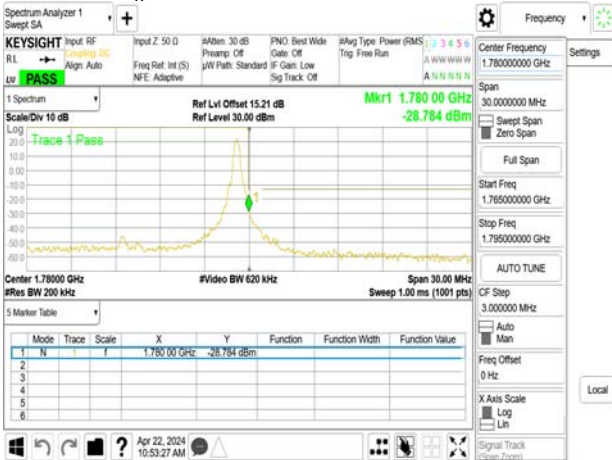 Spectrum Analyzer 1
Swept SA
+
Frequency
KEYSIGHT
RL
PASS
Input: RF
Coupling: DC
Align: Auto
Input Z: 50 Ω
Freq Ref: Int (S)
NFE: Adaptive
#Atten: 30 dB
Preamp: Off
µW Path: Standard
PNO: Best Wide
Gate: Off
IF Gain: Low
Sig Track: Off
#Avg Type: Power (RMS
Trig: Free Run
1 2 3 4 5 6
A W W W W W
A N N N N N
1 Spectrum
Scale/Div 10 dB
Ref Lvl Offset 15.21 dB
Ref Level 30.00 dBm
Mkr1 1.780 00 GHz
-28.784 dBm
Log
Trace 1 Pass
20.0
10.0
0.00
-10.0
-20.0
-30.0
-40.0
-50.0
-60.0
1
Center 1.78000 GHz
#Res BW 200 kHz
#Video BW 620 kHz
Span 30.00 MHz
Sweep 1.00 ms (1001 pts)
5 Marker Table
Mode Trace Scale X Y Function Function Width Function Value
1 N 1 f 1.780 00 GHz -28.784 dBm
2
3
4
5
6
?
Apr 22, 2024
10:53:27 AM
Center Frequency
1.780000000 GHz
Span
30.0000000 MHz
Swept Span
Zero Span
Full Span
Start Freq
1.765000000 GHz
Stop Freq
1.795000000 GHz
AUTO TUNE
CF Step
3.000000 MHz
Auto
Man
Freq Offset
0 Hz
X Axis Scale
Log
Lin
Signal Track
(Span Zoom)
Settings
Local